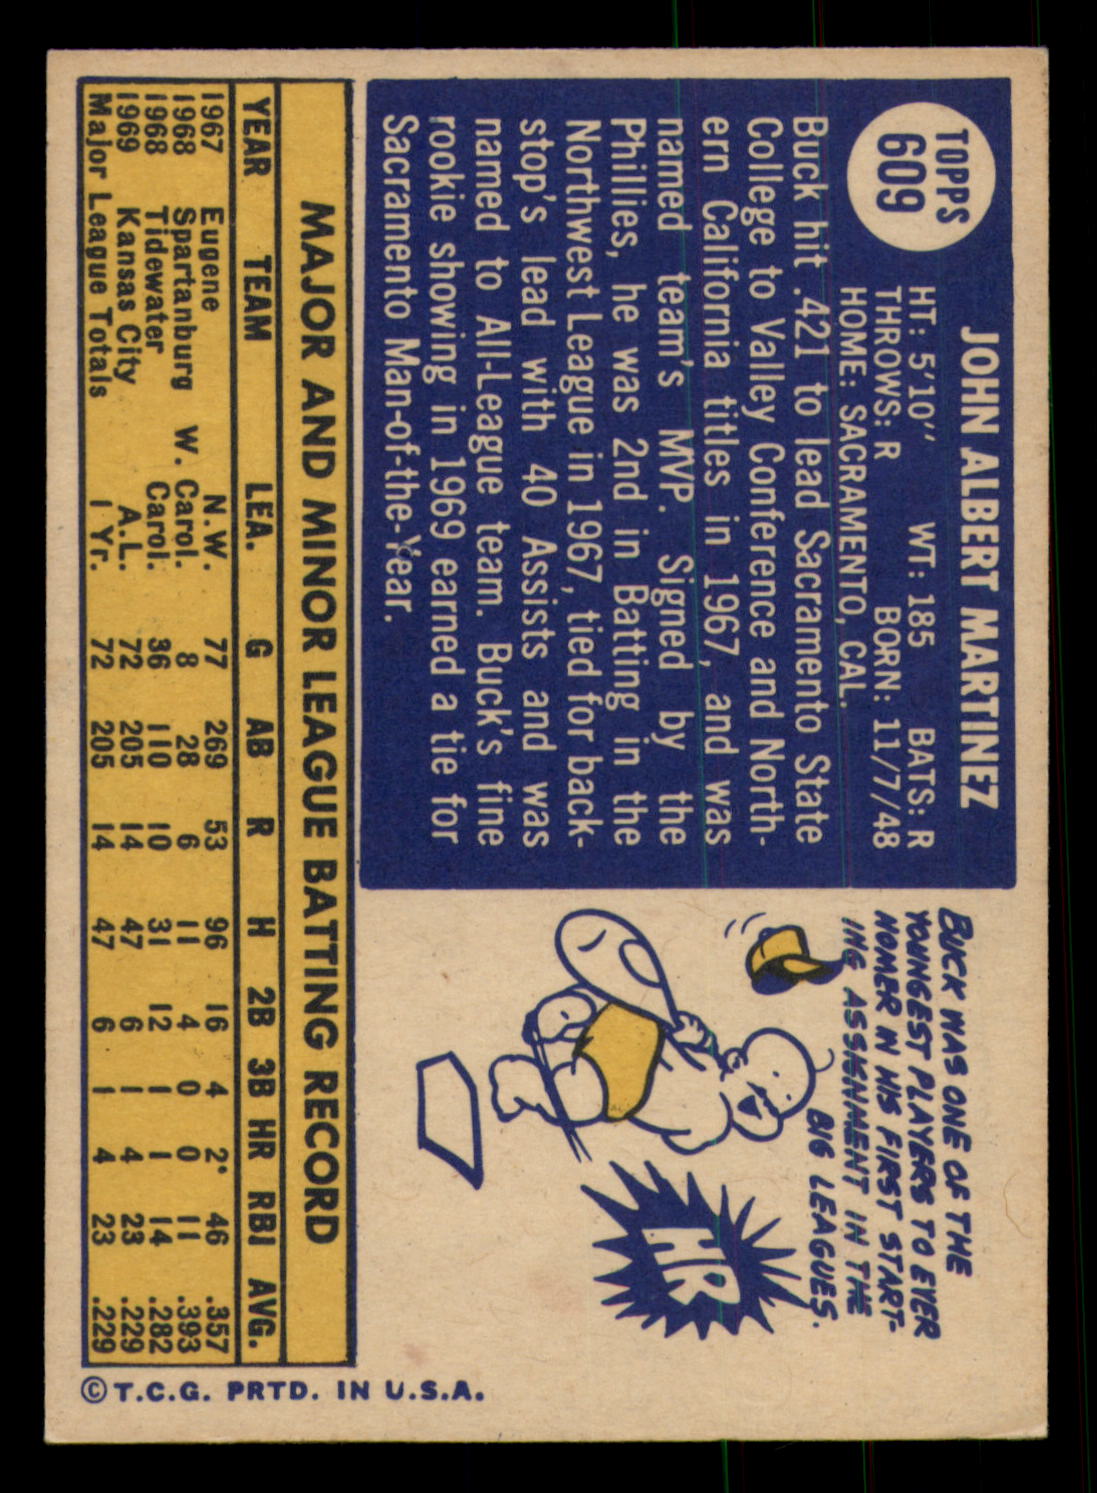 TOPPS
609
JOHN ALBERT MARTINEZ
HT: 5'10" WT: 185 BATS: R
THROWS: R BORN: 11/7/48
HOME: SACRAMENTO, CAL.
Buck hit .421 to lead Sacramento State
College to Valley Conference and North-
ern California titles in 1967, and was
named team's MVP. Signed by the
Phillies, he was 2nd in Batting in the
Northwest League in 1967, tied for back-
stop's lead with 40 Assists and was
named to All-League team. Buck's fine
rookie showing in 1969 earned a tie for
Sacramento Man-of-the-Year.
BUCK WAS ONE OF THE
YOUNGEST PLAYERS TO EVER
HOMER IN HIS FIRST START-
ING ASSIGNMENT IN THE
BIG LEAGUES.
HR
MAJOR AND MINOR LEAGUE BATTING RECORD
YEAR TEAM LEA. G AB R H 2B 3B HR RBI AVG.
1967 Eugene N.W. 77 269 53 96 16 4 2* 46 .357
1968 Spartanburg W. Carol. 8 28 6 11 4 0 0 11 .393
1968 Tidewater Carol. 36 110 10 31 12 1 1 14 .282
1969 Kansas City A.L. 72 205 14 47 6 1 4 23 .229
Major League Totals 1 Yr. 72 205 14 47 6 1 4 23 .229
© T.C.G. PRTD. IN U.S.A.